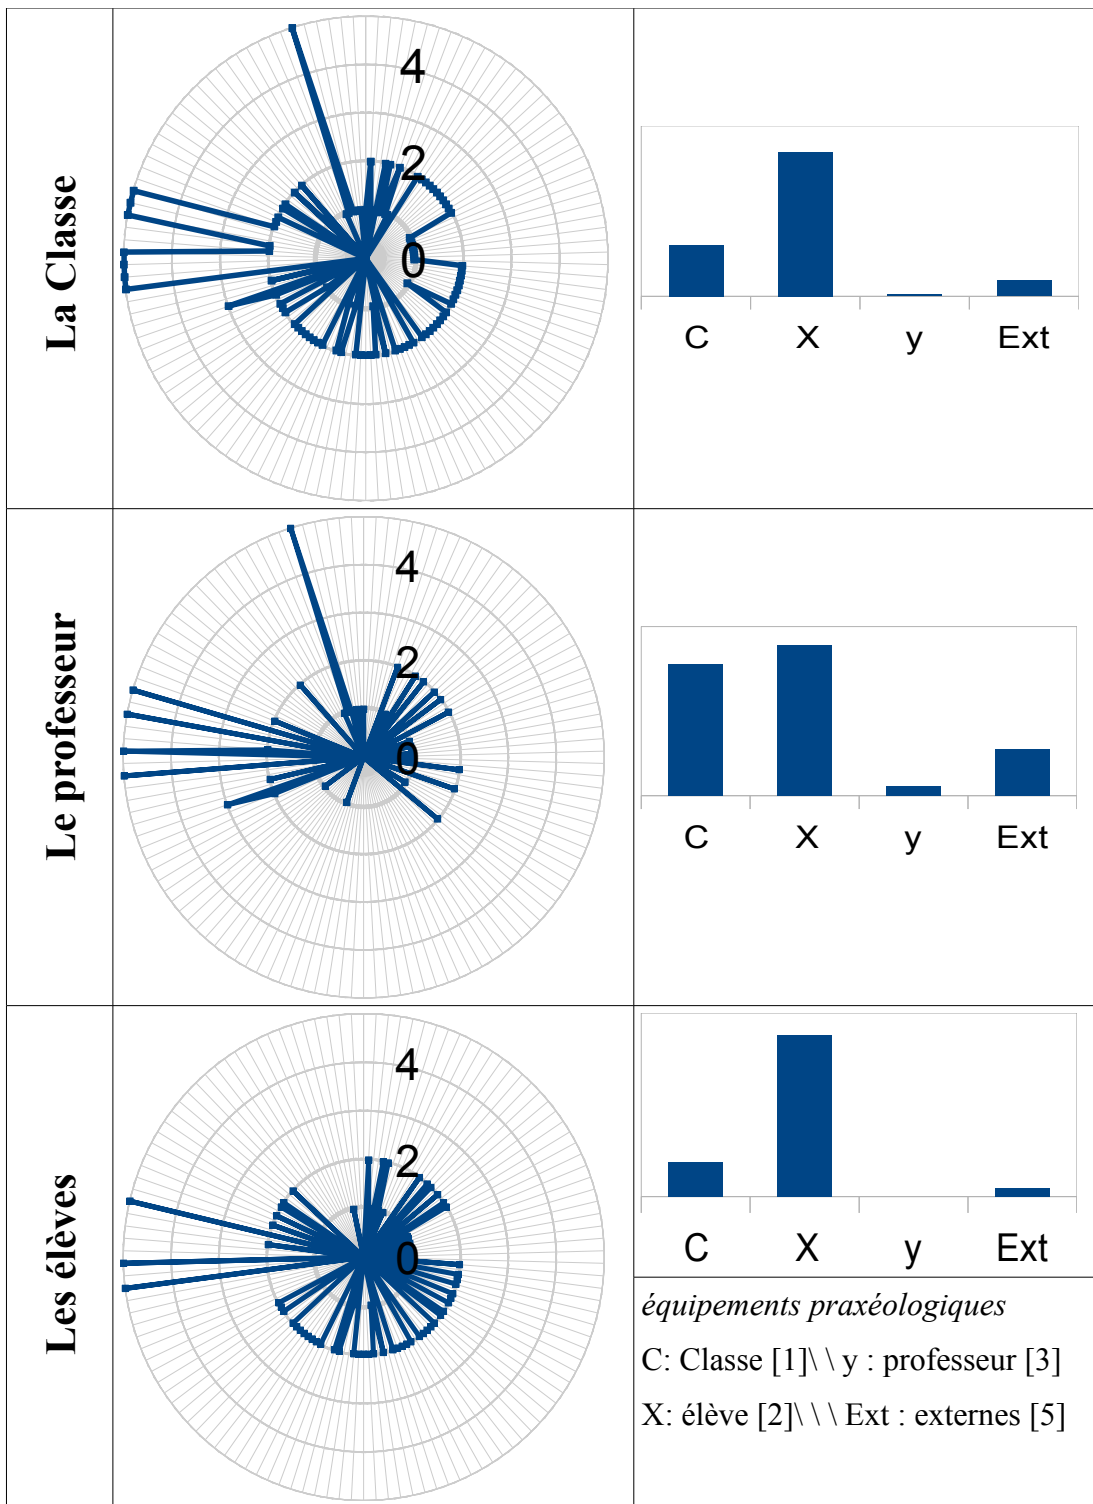 La Classe
4
2
0
C X y Ext
Le professeur
4
2
0
C X y Ext
Les élèves
4
2
0
C X y Ext
équipements praxéologiques
C: Classe [1]\ \ y : professeur [3]
X: élève [2]\ \ \ Ext : externes [5]